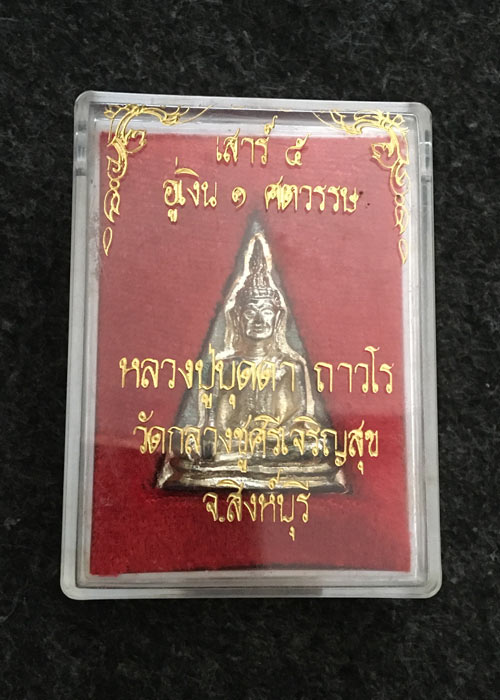 เสาร์ ๕
อู่เงิน ๑ ศตวรรษ
หลวงปู่บุดดา ถาวโร
วัดกลางชูศรีเจริญสุข
จ.สิงห์บุรี